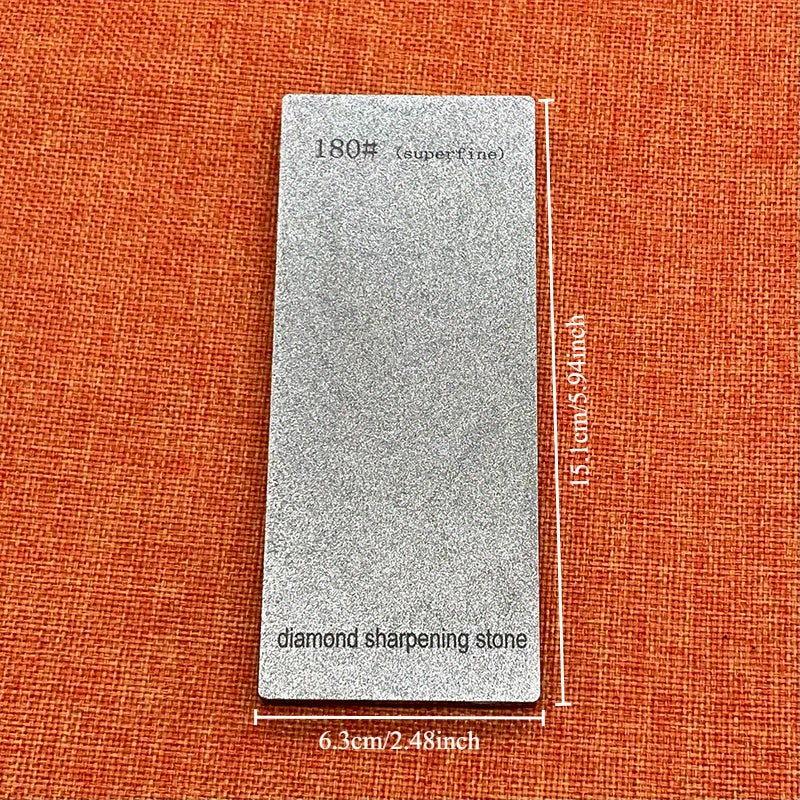 180# (superfine)
15.1cm/5.94inch
diamond sharpening stone
6.3cm/2.48inch